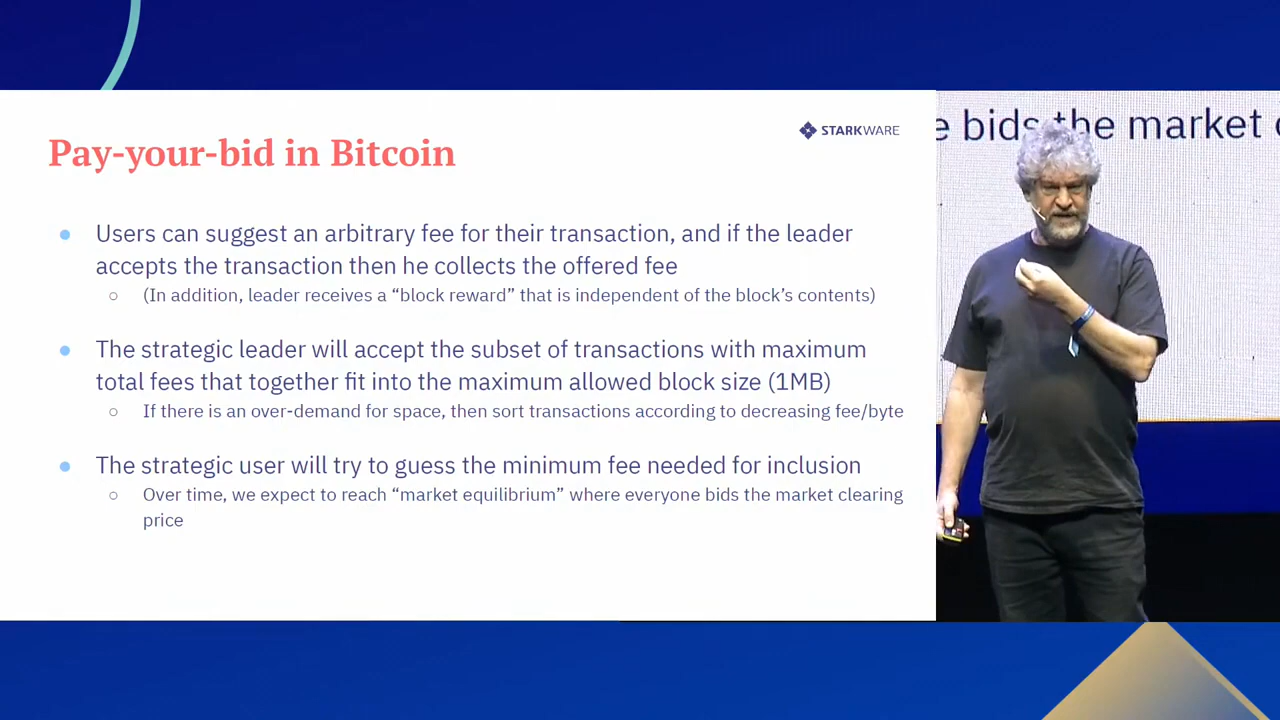 STARKWARE
Pay-your-bid in Bitcoin
● Users can suggest an arbitrary fee for their transaction, and if the leader
accepts the transaction then he collects the offered fee
○ (In addition, leader receives a “block reward” that is independent of the block’s contents)
● The strategic leader will accept the subset of transactions with maximum
total fees that together fit into the maximum allowed block size (1MB)
○ If there is an over-demand for space, then sort transactions according to decreasing fee/byte
● The strategic user will try to guess the minimum fee needed for inclusion
○ Over time, we expect to reach “market equilibrium” where everyone bids the market clearing
price
e bids the market